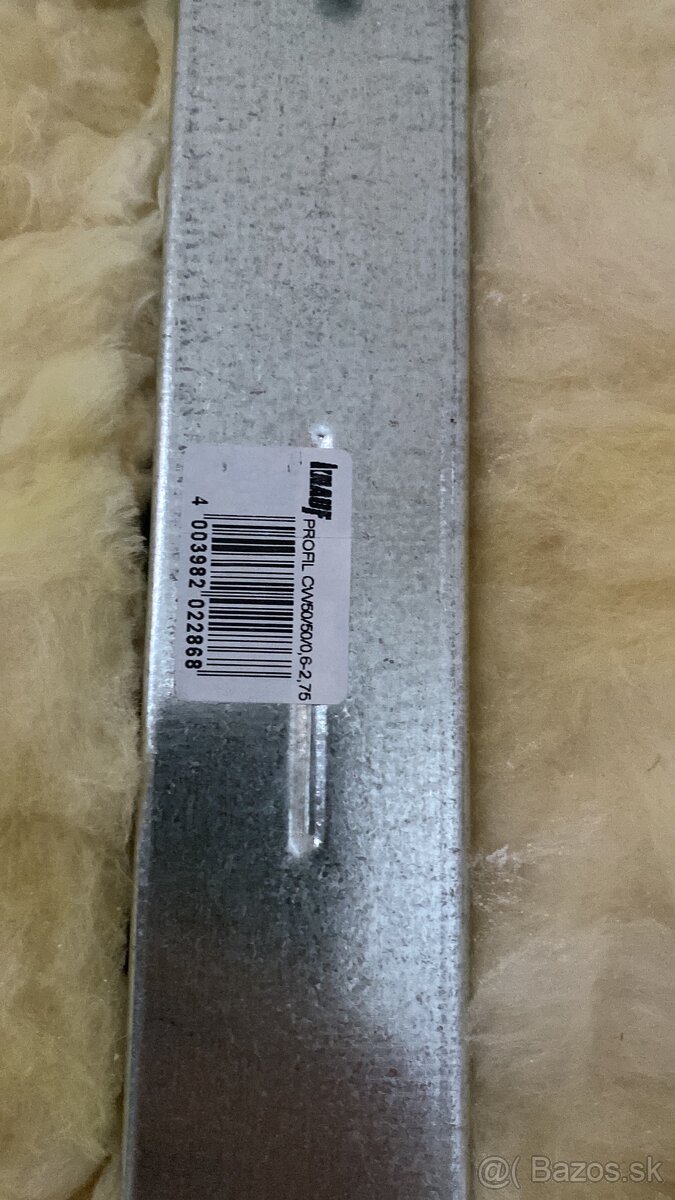 KNAUF
PROFIL CW50/50/0,6-2,75
4 003982 022868
@( Bazos.sk